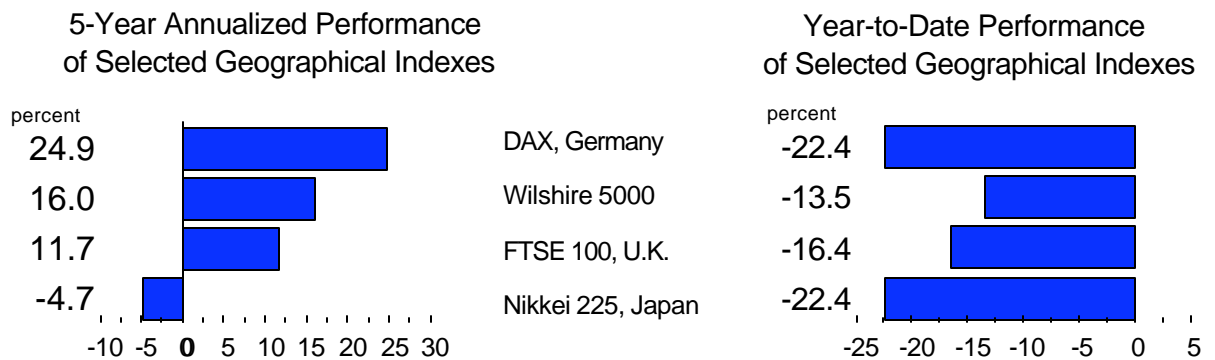 5-Year Annualized Performance
of Selected Geographical Indexes
percent
24.9
16.0
11.7
-4.7
-10 -5 0 5 10 15 20 25 30
DAX, Germany
Wilshire 5000
FTSE 100, U.K.
Nikkei 225, Japan
Year-to-Date Performance
of Selected Geographical Indexes
percent
-22.4
-13.5
-16.4
-22.4
-25 -20 -15 -10 -5 0 5